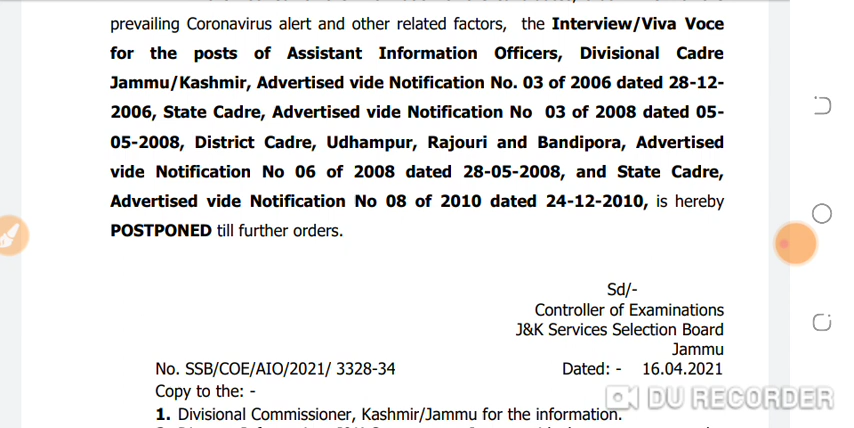 prevailing Coronavirus alert and other related factors, the Interview/Viva Voce
for the posts of Assistant Information Officers, Divisional Cadre
Jammu/Kashmir, Advertised vide Notification No. 03 of 2006 dated 28-12-
2006, State Cadre, Advertised vide Notification No 03 of 2008 dated 05-
05-2008, District Cadre, Udhampur, Rajouri and Bandipora, Advertised
vide Notification No 06 of 2008 dated 28-05-2008, and State Cadre,
Advertised vide Notification No 08 of 2010 dated 24-12-2010, is hereby
POSTPONED till further orders.
Sd/-
Controller of Examinations
J&K Services Selection Board
Jammu
No. SSB/COE/AIO/2021/ 3328-34 Dated: - 16.04.2021
Copy to the: -
1. Divisional Commissioner, Kashmir/Jammu for the information.
DU RECORDER